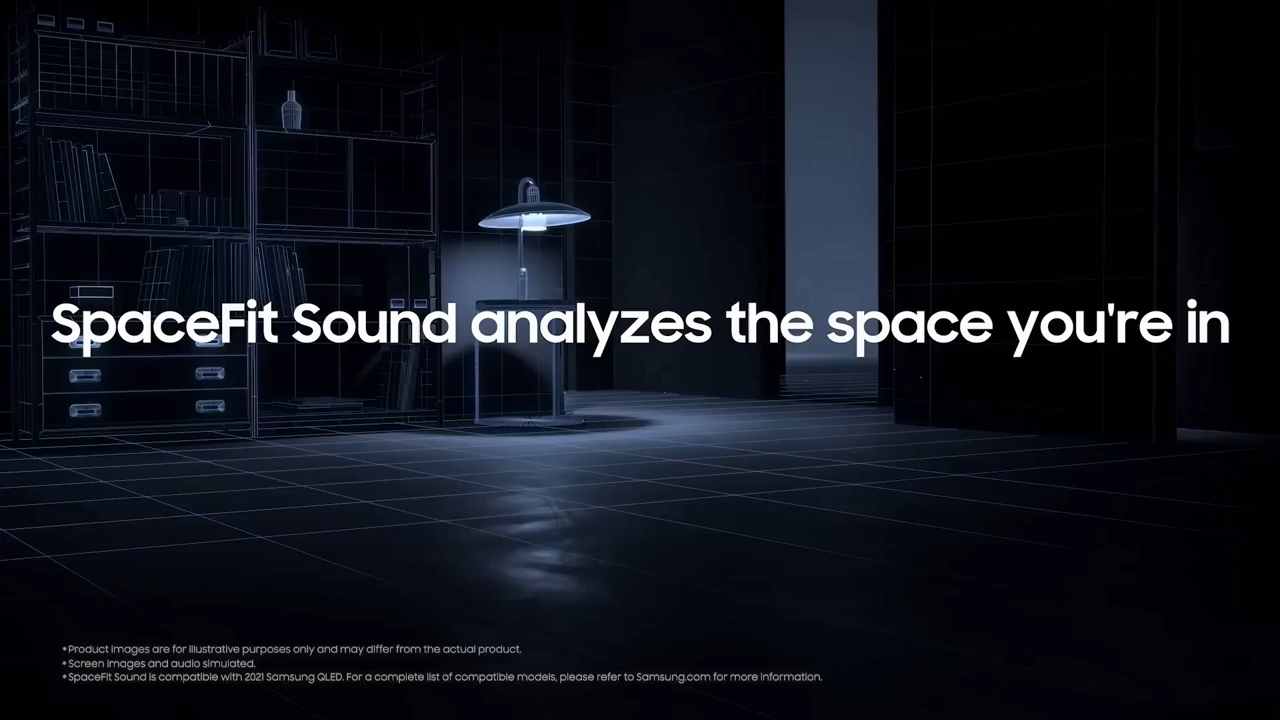 SpaceFit Sound analyzes the space you're in
*Product images are for illustrative purposes only and may differ from the actual product.
*Screen images and audio simulated.
*SpaceFit Sound is compatible with 2021 Samsung QLED. For a complete list of compatible models, please refer to Samsung.com for more information.